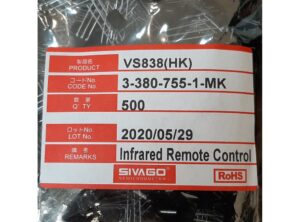 製品名
PRODUCT
VS838(HK)
コードNo.
CODE No
3-380-755-1-MK
数量
Q' TY
500
ロットNo.
LOT NO.
2020/05/29
備考
REMARKS
Infrared Remote Control
SIVAGO
SEMICONDUCTOR
RoHS